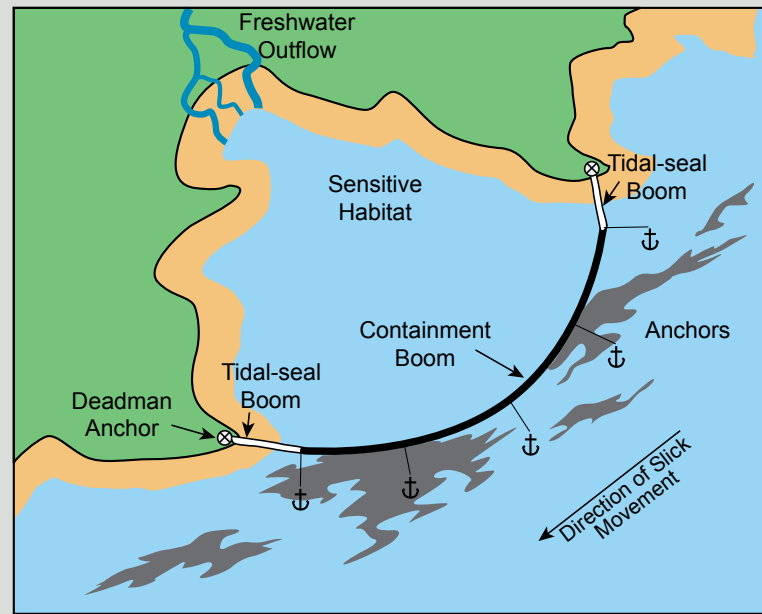 Freshwater
Outflow
Sensitive
Habitat
Tidal-seal
Boom
Containment
Boom
Anchors
Tidal-seal
Boom
Deadman
Anchor
Direction of Slick
Movement